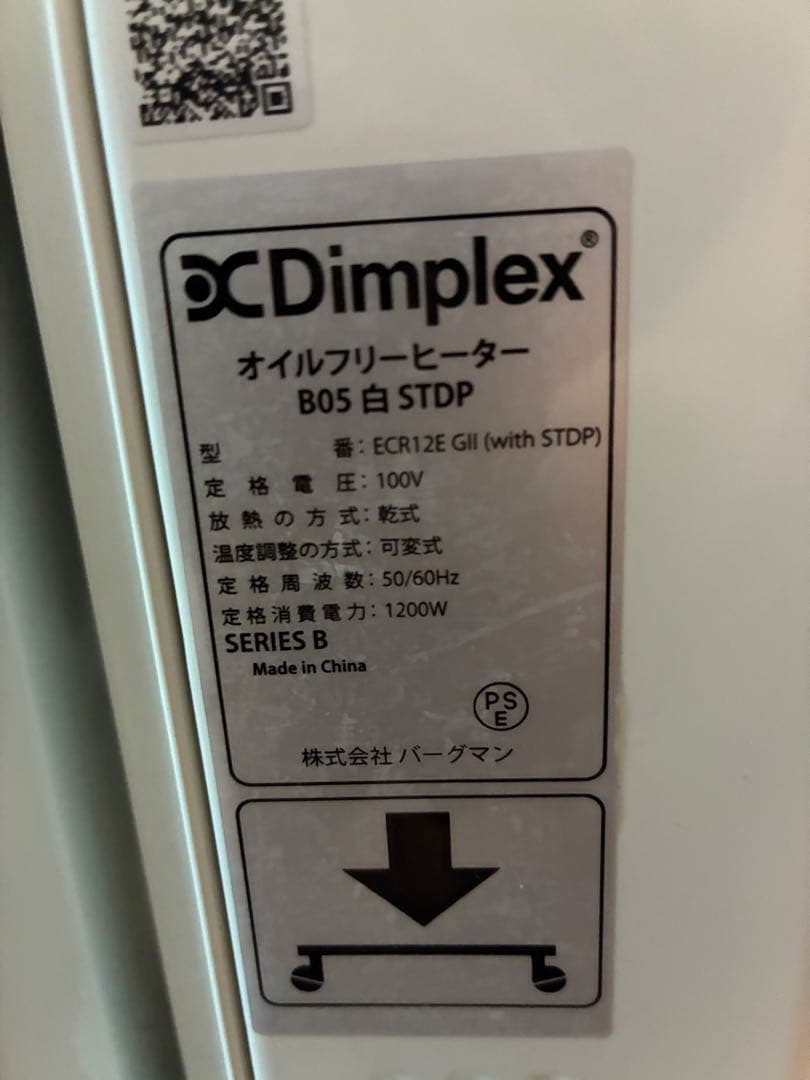 Dimplex®
オイルフリーヒーター
B05 白 STDP
型 番：ECR12E GII (with STDP)
定格電圧：100V
放熱の方式：乾式
温度調整の方式：可変式
定格周波数：50/60Hz
定格消費電力：1200W
SERIES B
Made in China
PS
E
株式会社 バーグマン